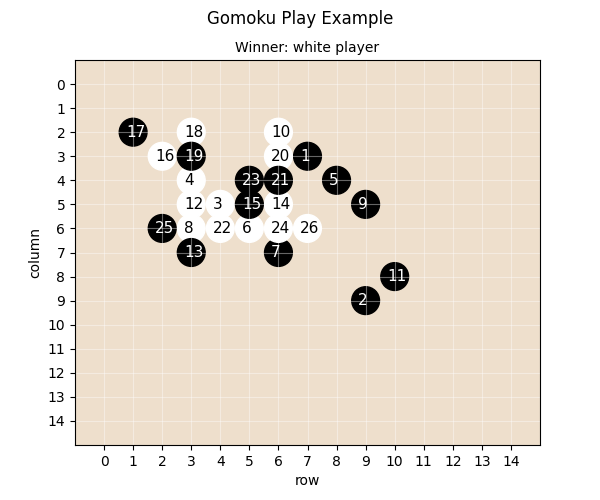 Gomoku Play Example
Winner: white player
0
1
2 17 18 10
3 16 19 20 1
4 4 23 21 5
5 12 3 15 14 9
6 25 8 22 6 24 26
7 13 7
8 11
9 2
10
11
12
13
14
column
0 1 2 3 4 5 6 7 8 9 10 11 12 13 14
row